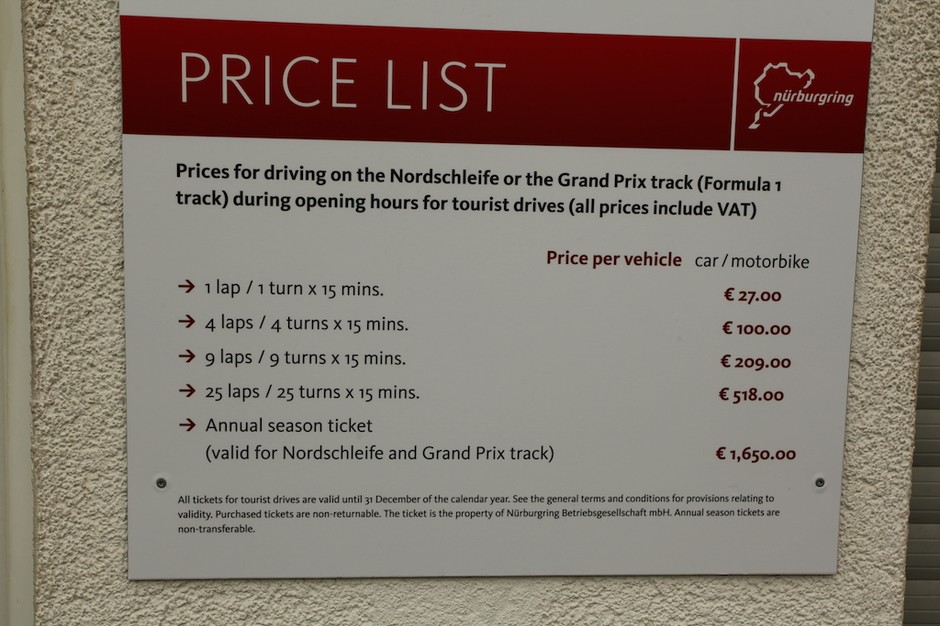 PRICE LIST
nürburgring
Prices for driving on the Nordschleife or the Grand Prix track (Formula 1
track) during opening hours for tourist drives (all prices include VAT)
Price per vehicle car / motorbike
→ 1 lap / 1 turn x 15 mins. € 27.00
→ 4 laps / 4 turns x 15 mins. € 100.00
→ 9 laps / 9 turns x 15 mins. € 209.00
→ 25 laps / 25 turns x 15 mins. € 518.00
→ Annual season ticket
(valid for Nordschleife and Grand Prix track) € 1,650.00
All tickets for tourist drives are valid until 31 December of the calendar year. See the general terms and conditions for provisions relating to
validity. Purchased tickets are non-returnable. The ticket is the property of Nürburgring Betriebsgesellschaft mbH. Annual season tickets are
non-transferable.